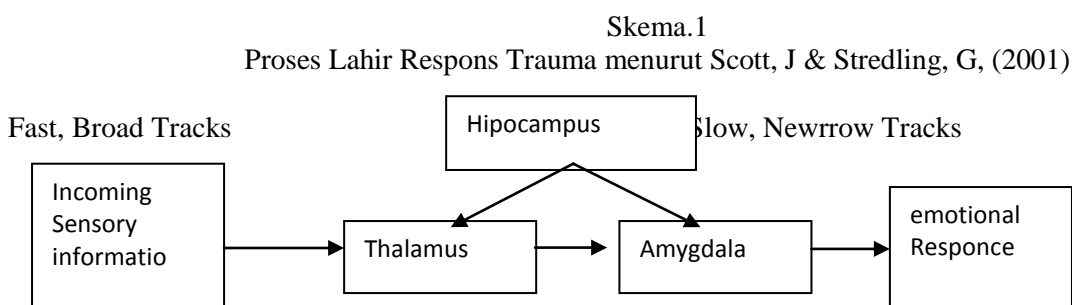 Skema.1
Proses Lahir Respons Trauma menurut Scott, J & Stredling, G, (2001)
Fast, Broad Tracks
Hipocampus
Slow, Newrrow Tracks
Incoming
Sensory
informatio
Thalamus
Amygdala
emotional
Responce